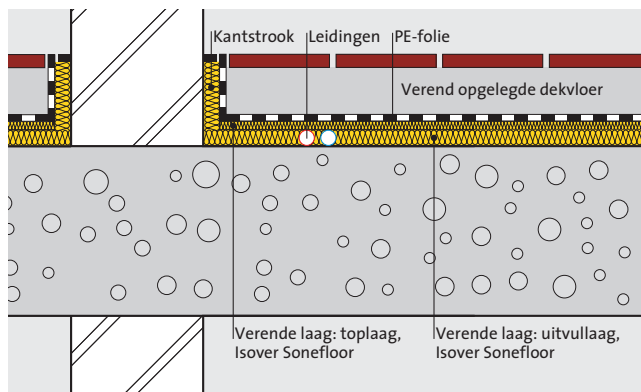 Kantstrook Leidingen PE-folie
Verend opgelegde dekvloer
Verende laag: toplaag,
Isover Sonefloor
Verende laag: uitvullaag,
Isover Sonefloor